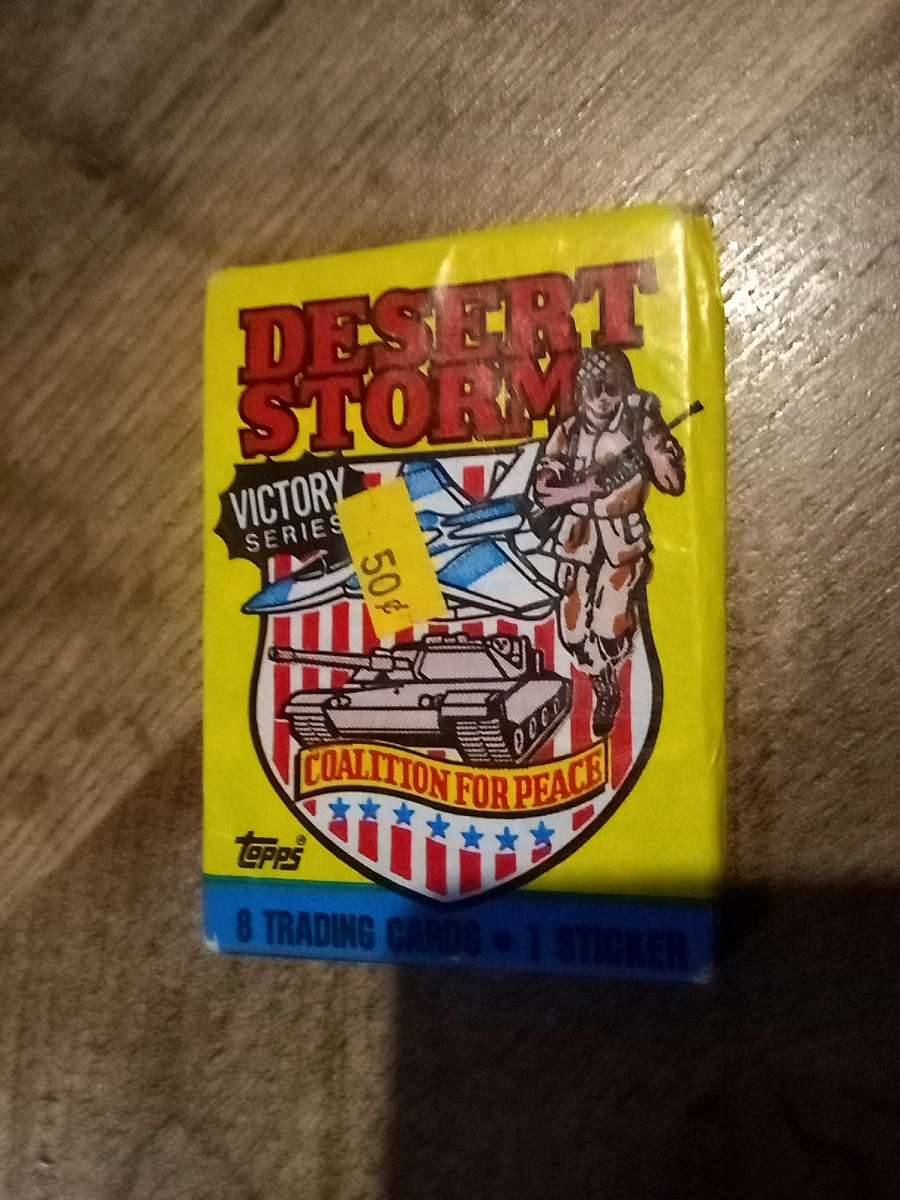 DESERT
STORM
VICTORY
SERIES
50¢
COALITION FOR PEACE
TOPPS®
8 TRADING CARDS • 1 STICKER